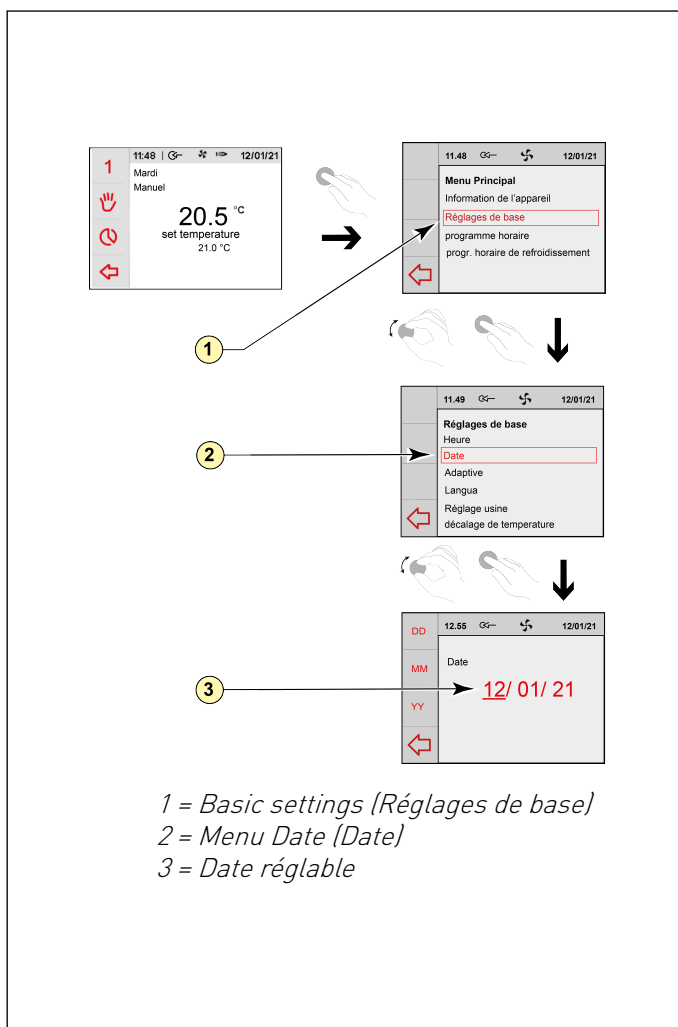 11:48 | 12/01/21
1
Mardi
Manuel
20.5 °C
set temperature
21.0 °C
11.48 12/01/21
Menu Principal
Information de l'appareil
Réglages de base
programme horaire
progr. horaire de refroidissement
1
11.49 12/01/21
Réglages de base
Heure
Date
Adaptive
Langua
Réglage usine
décalage de temperature
2
12.55 12/01/21
DD
MM
YY
Date
12/ 01/ 21
3
1 = Basic settings (Réglages de base)
2 = Menu Date (Date)
3 = Date réglable